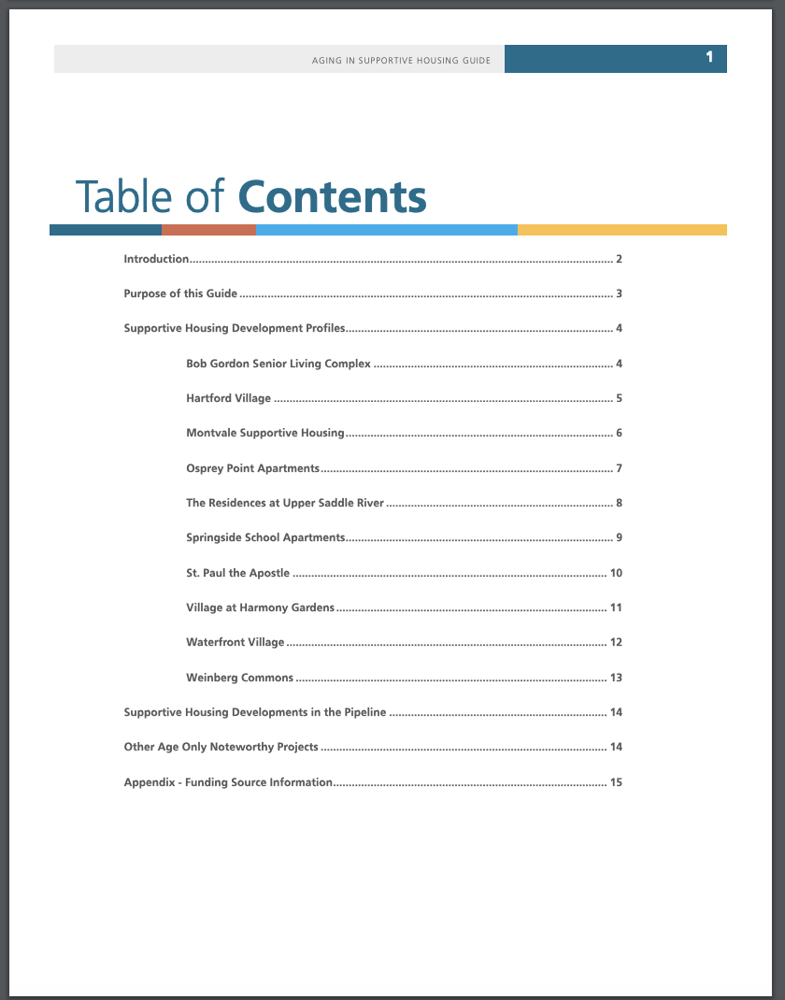 AGING IN SUPPORTIVE HOUSING GUIDE 1
Table of Contents
Introduction 2
Purpose of this Guide 3
Supportive Housing Development Profiles 4
Bob Gordon Senior Living Complex 4
Hartford Village 5
Montvale Supportive Housing 6
Osprey Point Apartments 7
The Residences at Upper Saddle River 8
Springside School Apartments 9
St. Paul the Apostle 10
Village at Harmony Gardens 11
Waterfront Village 12
Weinberg Commons 13
Supportive Housing Developments in the Pipeline 14
Other Age Only Noteworthy Projects 14
Appendix - Funding Source Information 15